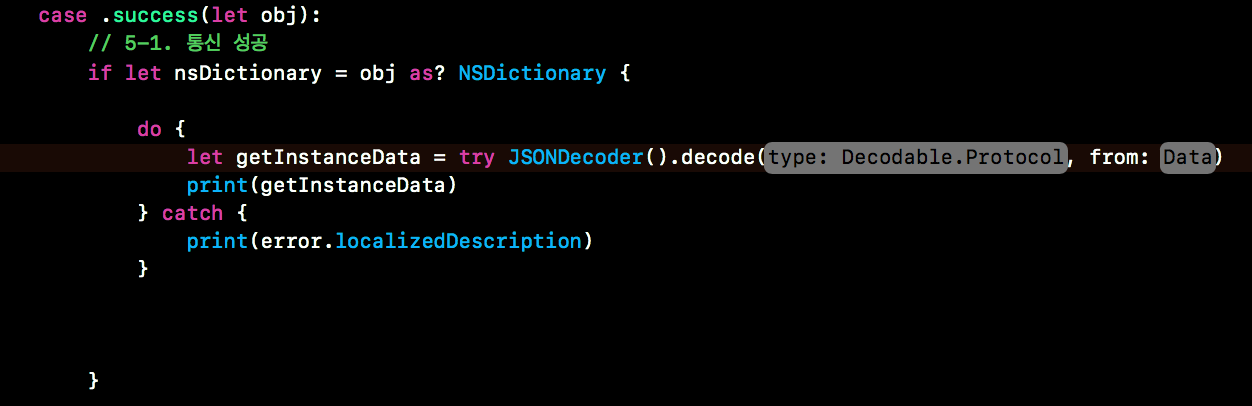 case .success(let obj):
// 5-1. 통신 성공
if let nsDictionary = obj as? NSDictionary {
do {
let getInstanceData = try JSONDecoder().decode(type: Decodable.Protocol, from: Data)
print(getInstanceData)
} catch {
print(error.localizedDescription)
}
}